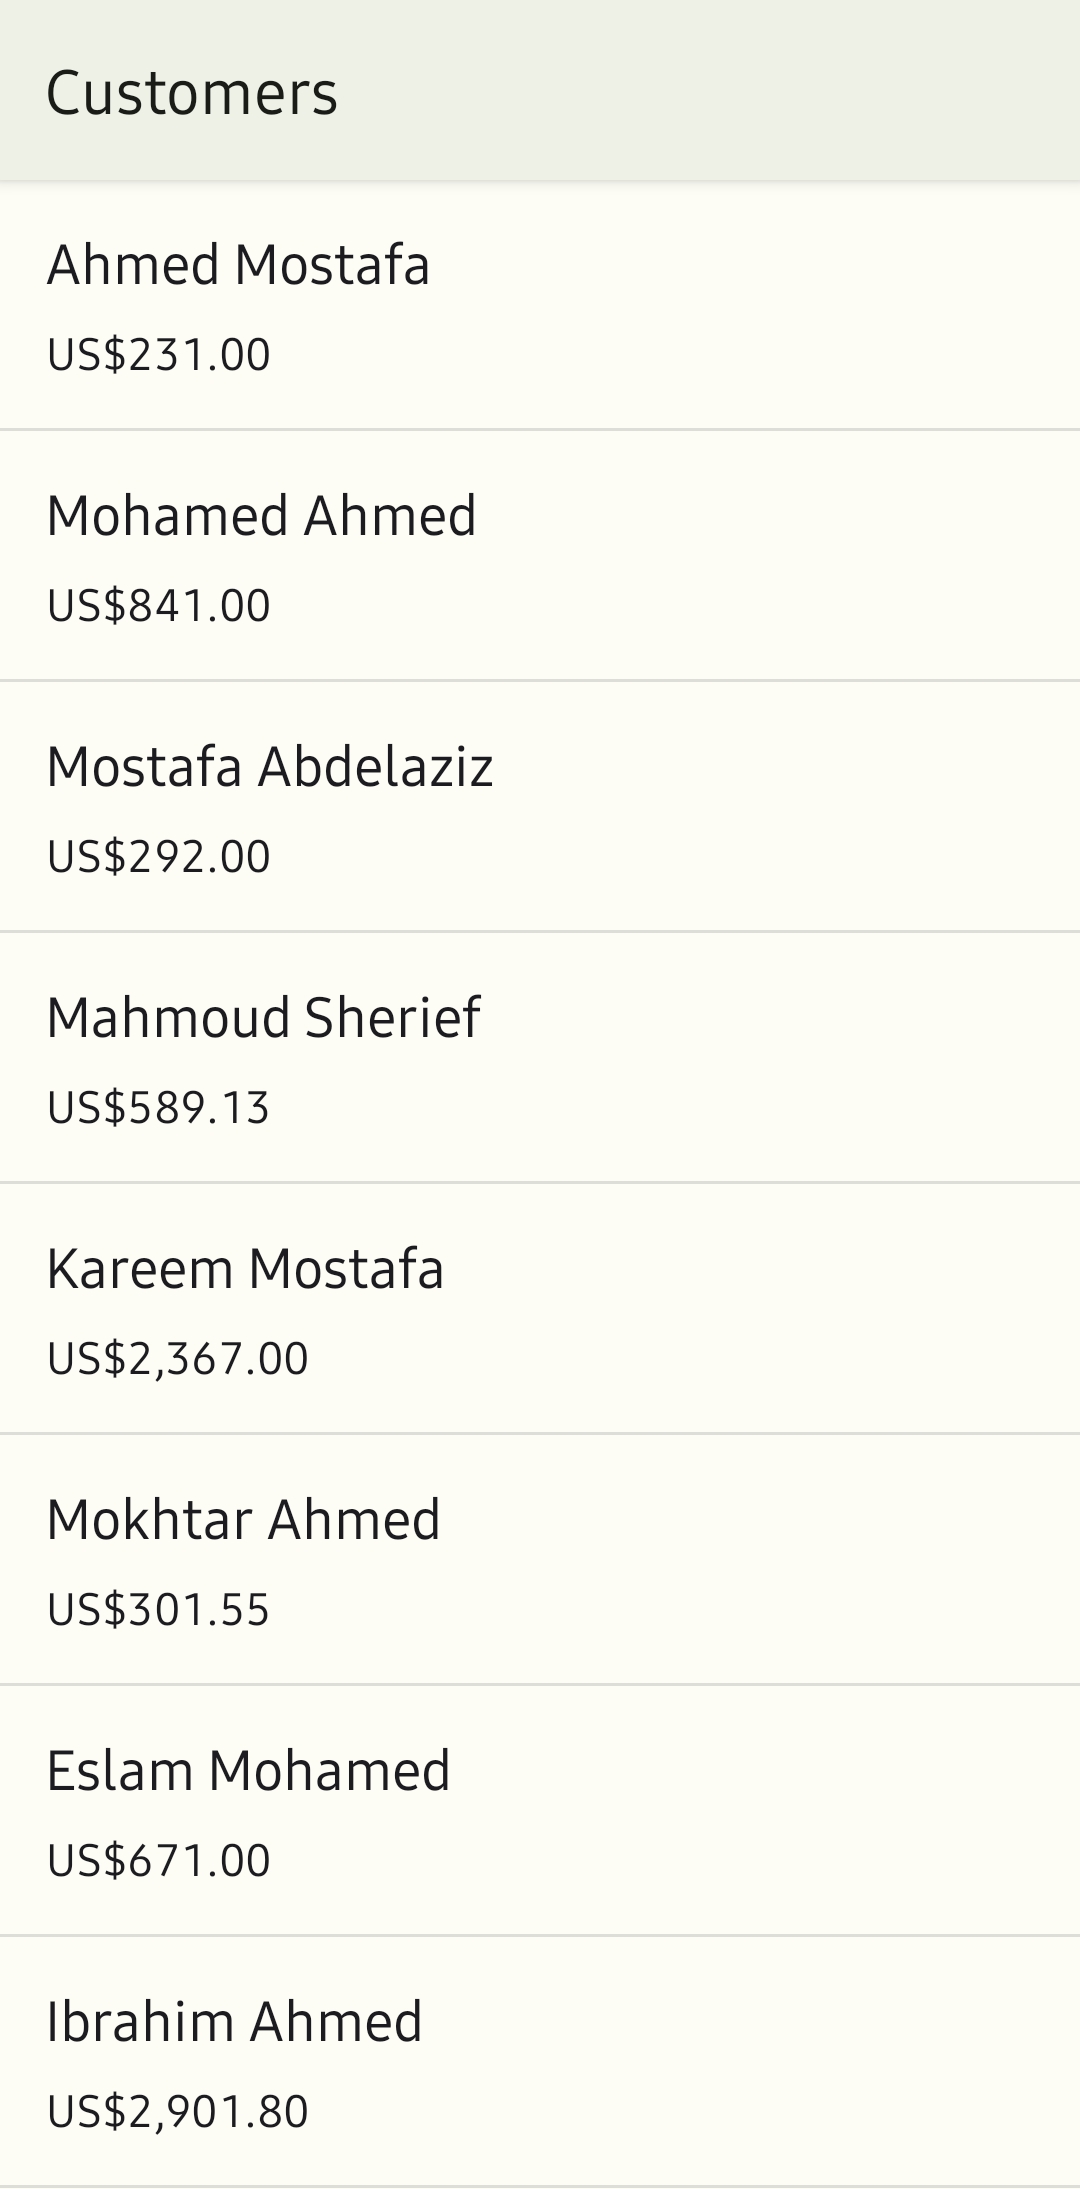 Customers
Ahmed Mostafa
US$231.00
Mohamed Ahmed
US$841.00
Mostafa Abdelaziz
US$292.00
Mahmoud Sherief
US$589.13
Kareem Mostafa
US$2,367.00
Mokhtar Ahmed
US$301.55
Eslam Mohamed
US$671.00
Ibrahim Ahmed
US$2,901.80